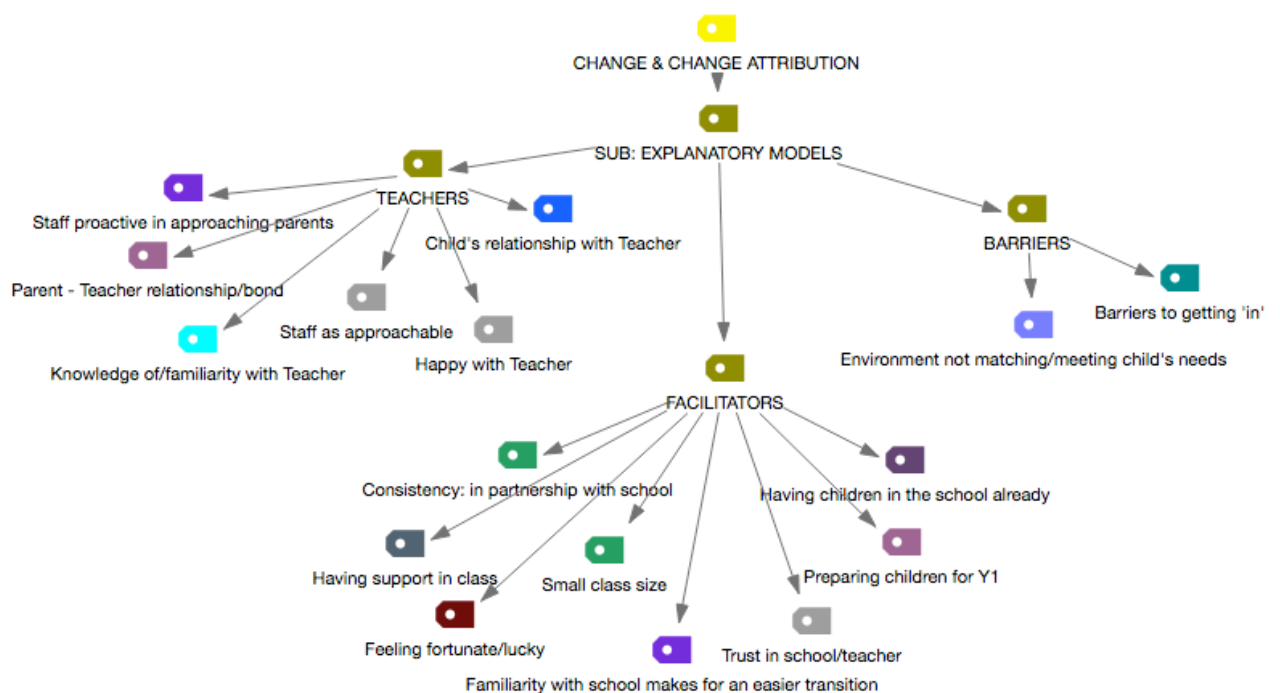 CHANGE & CHANGE ATTRIBUTION
SUB: EXPLANATORY MODELS
TEACHERS
Staff proactive in approaching parents
Child's relationship with Teacher
BARRIERS
Parent - Teacher relationship/bond
Staff as approachable
Barriers to getting 'in'
Knowledge of/familiarity with Teacher
Happy with Teacher
Environment not matching/meeting child's needs
FACILITATORS
Consistency: in partnership with school
Having children in the school already
Having support in class
Small class size
Preparing children for Y1
Feeling fortunate/lucky
Trust in school/teacher
Familiarity with school makes for an easier transition